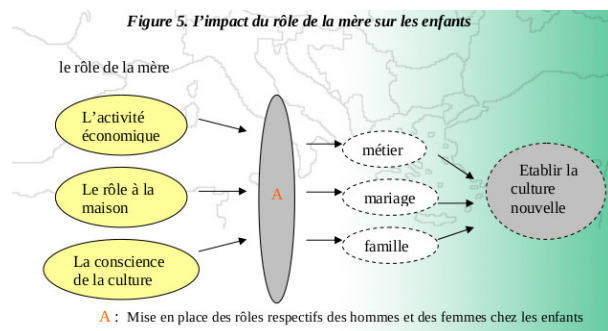 Figure 5. l'impact du rôle de la mère sur les enfants
le rôle de la mère
L'activité
économique
Le rôle à la
maison
La conscience
de la culture
A
métier
mariage
famille
Etablir la
culture
nouvelle
A : Mise en place des rôles respectifs des hommes et des femmes chez les enfants